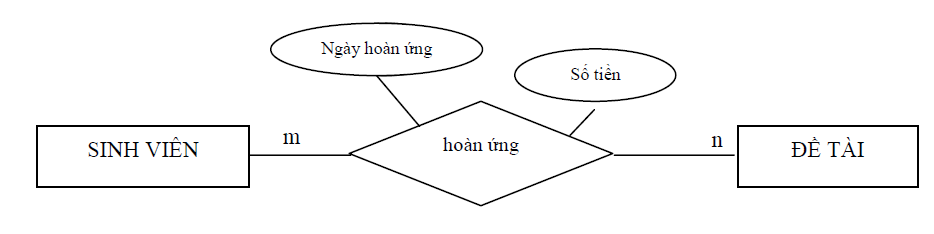 Ngày hoàn ứng
Số tiền
SINH VIÊN
m
hoàn ứng
n
ĐỀ TÀI